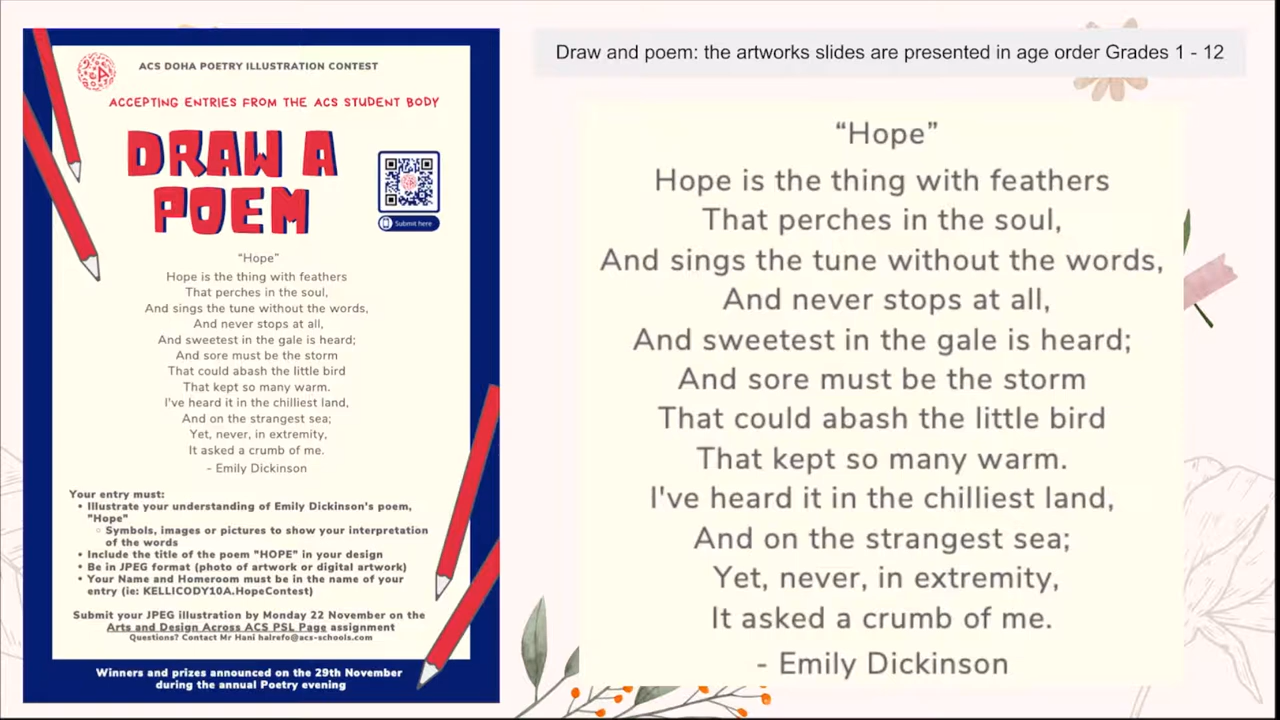 ACS DOHA POETRY ILLUSTRATION CONTEST
ACCEPTING ENTRIES FROM THE ACS STUDENT BODY
DRAW A
POEM
Submit here
"Hope"
Hope is the thing with feathers
That perches in the soul,
And sings the tune without the words,
And never stops at all,
And sweetest in the gale is heard;
And sore must be the storm
That could abash the little bird
That kept so many warm.
I've heard it in the chilliest land,
And on the strangest sea;
Yet, never, in extremity,
It asked a crumb of me.
- Emily Dickinson
Your entry must:
• Illustrate your understanding of Emily Dickinson's poem,
"Hope"
○ Symbols, images or pictures to show your interpretation
of the words
• Include the title of the poem "HOPE" in your design
• Be in JPEG format (photo of artwork or digital artwork)
• Your Name and Homeroom must be in the name of your
entry (ie: KELLICODY10A.HopeContest)
Submit your JPEG illustration by Monday 22 November on the
Arts and Design Across ACS PSL Page assignment
Questions? Contact Mr Hani halrefo@acs-schools.com
Winners and prizes announced on the 29th November
during the annual Poetry evening
Draw and poem: the artworks slides are presented in age order Grades 1 - 12
“Hope”
Hope is the thing with feathers
That perches in the soul,
And sings the tune without the words,
And never stops at all,
And sweetest in the gale is heard;
And sore must be the storm
That could abash the little bird
That kept so many warm.
I've heard it in the chilliest land,
And on the strangest sea;
Yet, never, in extremity,
It asked a crumb of me.
- Emily Dickinson